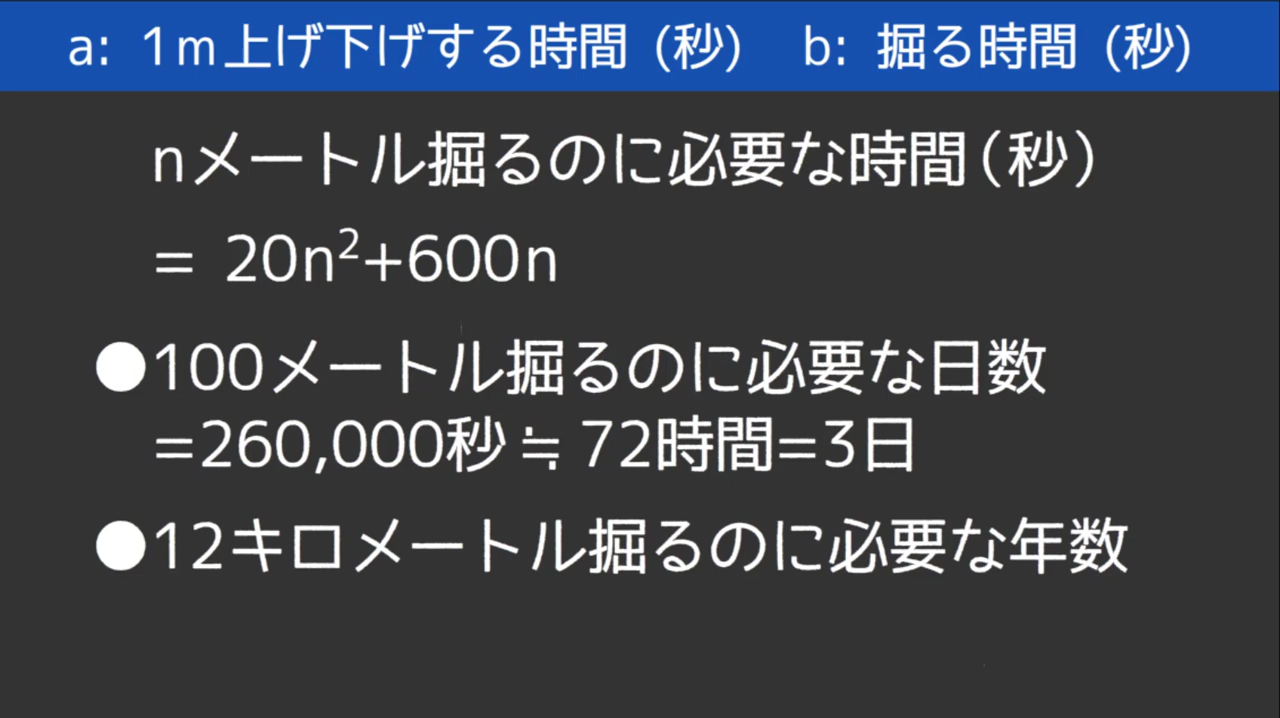 a: 1m上げ下げする時間 (秒) b: 掘る時間 (秒)
nメートル掘るのに必要な時間(秒)
= 20n²+600n
●100メートル掘るのに必要な日数
=260,000秒≒72時間=3日
●12キロメートル掘るのに必要な年数